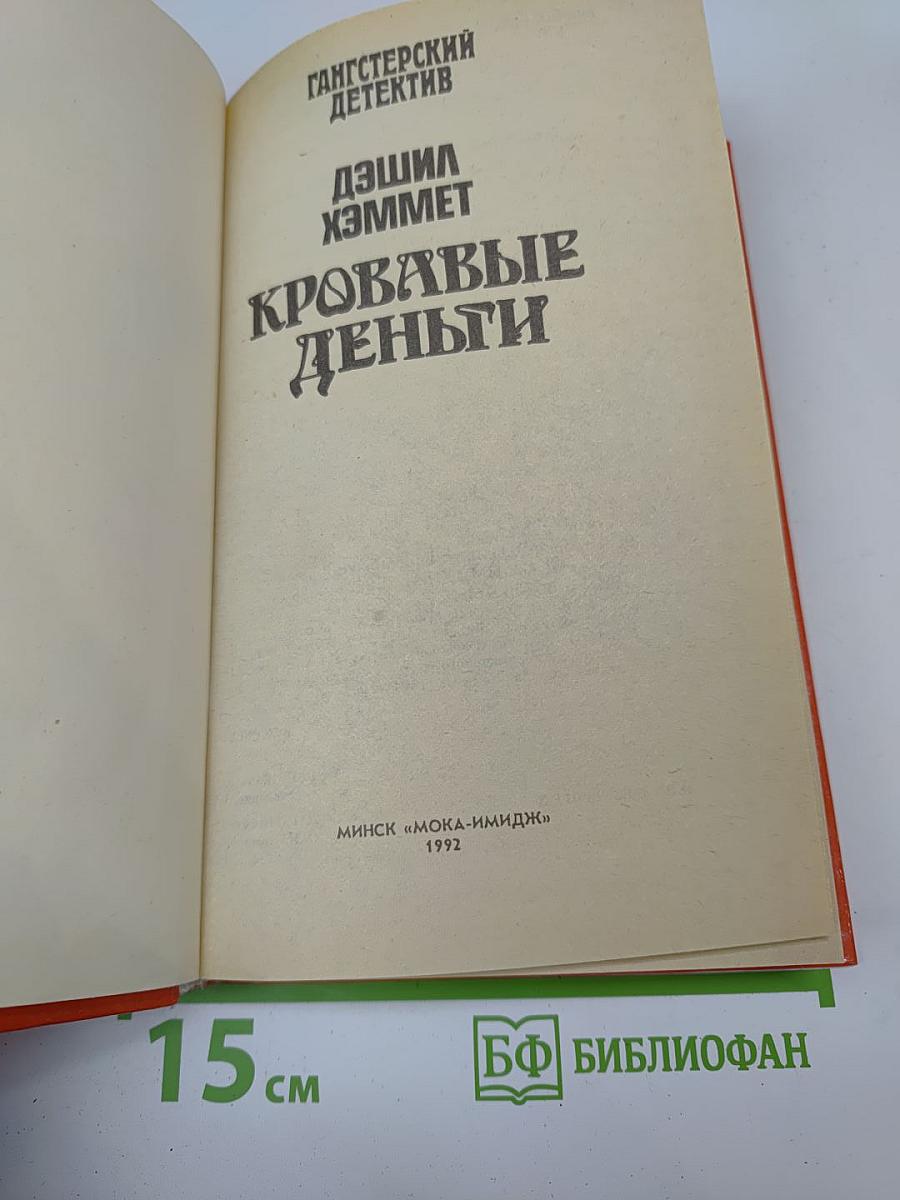 ГАНГСТЕРСКИЙ
ДЕТЕКТИВ
ДЭШИЛ
ХЭММЕТ
КРОВАВЫЕ
ДЕНЬГИ
МИНСК «МОКА-ИМИДЖ»
1992
15 см
БФ БИБЛИОФАН